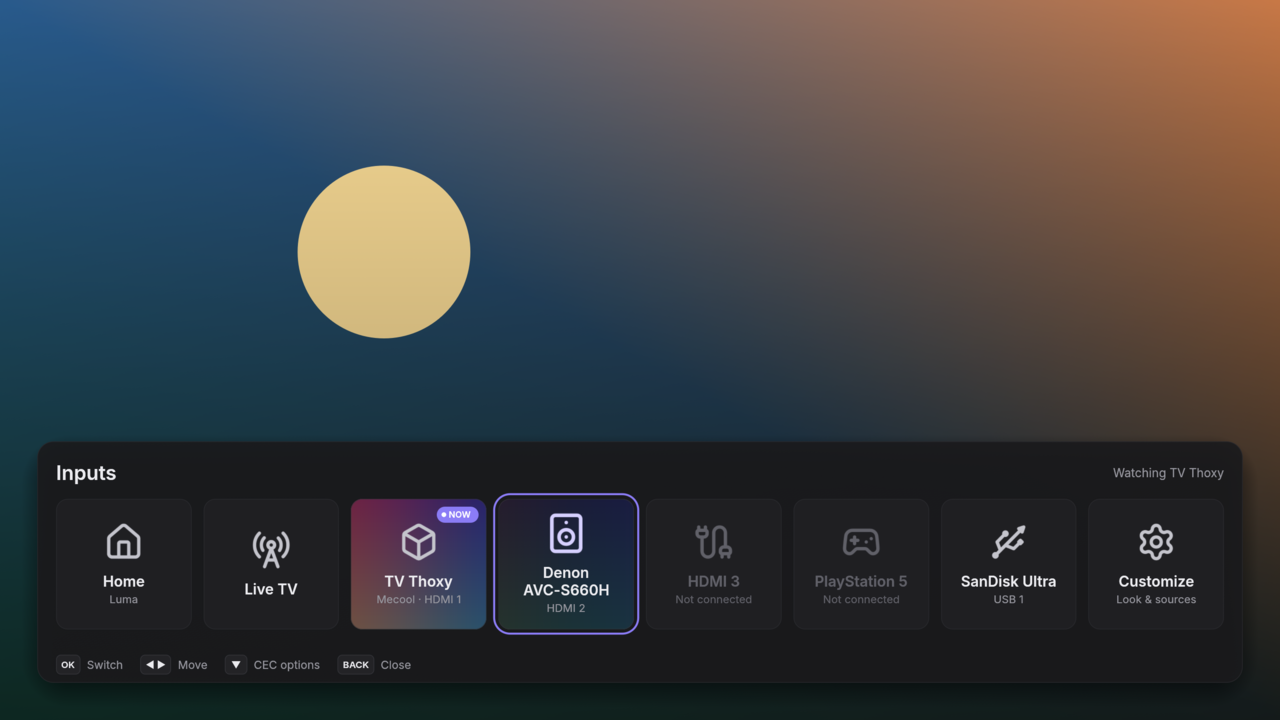 Inputs
Watching TV Thoxy
Home
Luma
Live TV
NOW
TV Thoxy
Mecool · HDMI 1
Denon
AVC-S660H
HDMI 2
HDMI 3
Not connected
PlayStation 5
Not connected
SanDisk Ultra
USB 1
Customize
Look & sources
OK Switch
Move
CEC options
BACK Close